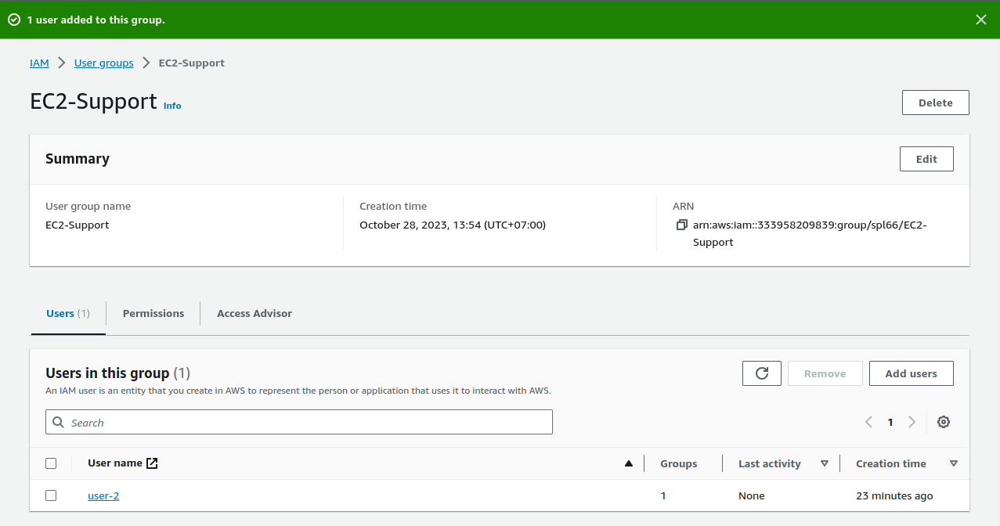 1 user added to this group.
IAM > User groups > EC2-Support
EC2-Support Info
Delete
Summary
Edit
User group name
EC2-Support
Creation time
October 28, 2023, 13:54 (UTC+07:00)
ARN
arn:aws:iam::333958209839:group/spl66/EC2-
Support
Users (1)
Permissions
Access Advisor
Users in this group (1)
An IAM user is an entity that you create in AWS to represent the person or application that uses it to interact with AWS.
Remove
Add users
Search
1
User name Groups Last activity Creation time
user-2 1 None 23 minutes ago